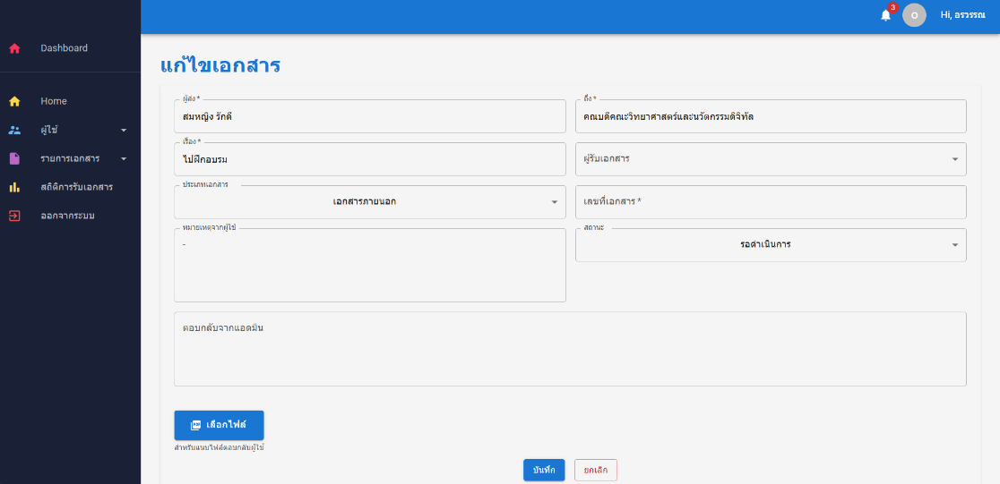 3
O
Hi, อรวรรณ
Dashboard
Home
ผู้ใช้
รายการเอกสาร
สถิติการรับเอกสาร
ออกจากระบบ
แก้ไขเอกสาร
ผู้ส่ง *
สมหญิง รักดี
ถึง *
คณบดีคณะวิทยาศาสตร์และนวัตกรรมดิจิทัล
เรื่อง *
ไปฝึกอบรม
ผู้รับเอกสาร
ประเภทเอกสาร
เอกสารภายนอก
เลขที่เอกสาร *
หมายเหตุจากผู้ใช้
-
สถานะ
รอดำเนินการ
ตอบกลับจากแอดมิน
PDF เลือกไฟล์
สำหรับแนบไฟล์ตอบกลับผู้ใช้
บันทึก
ยกเลิก